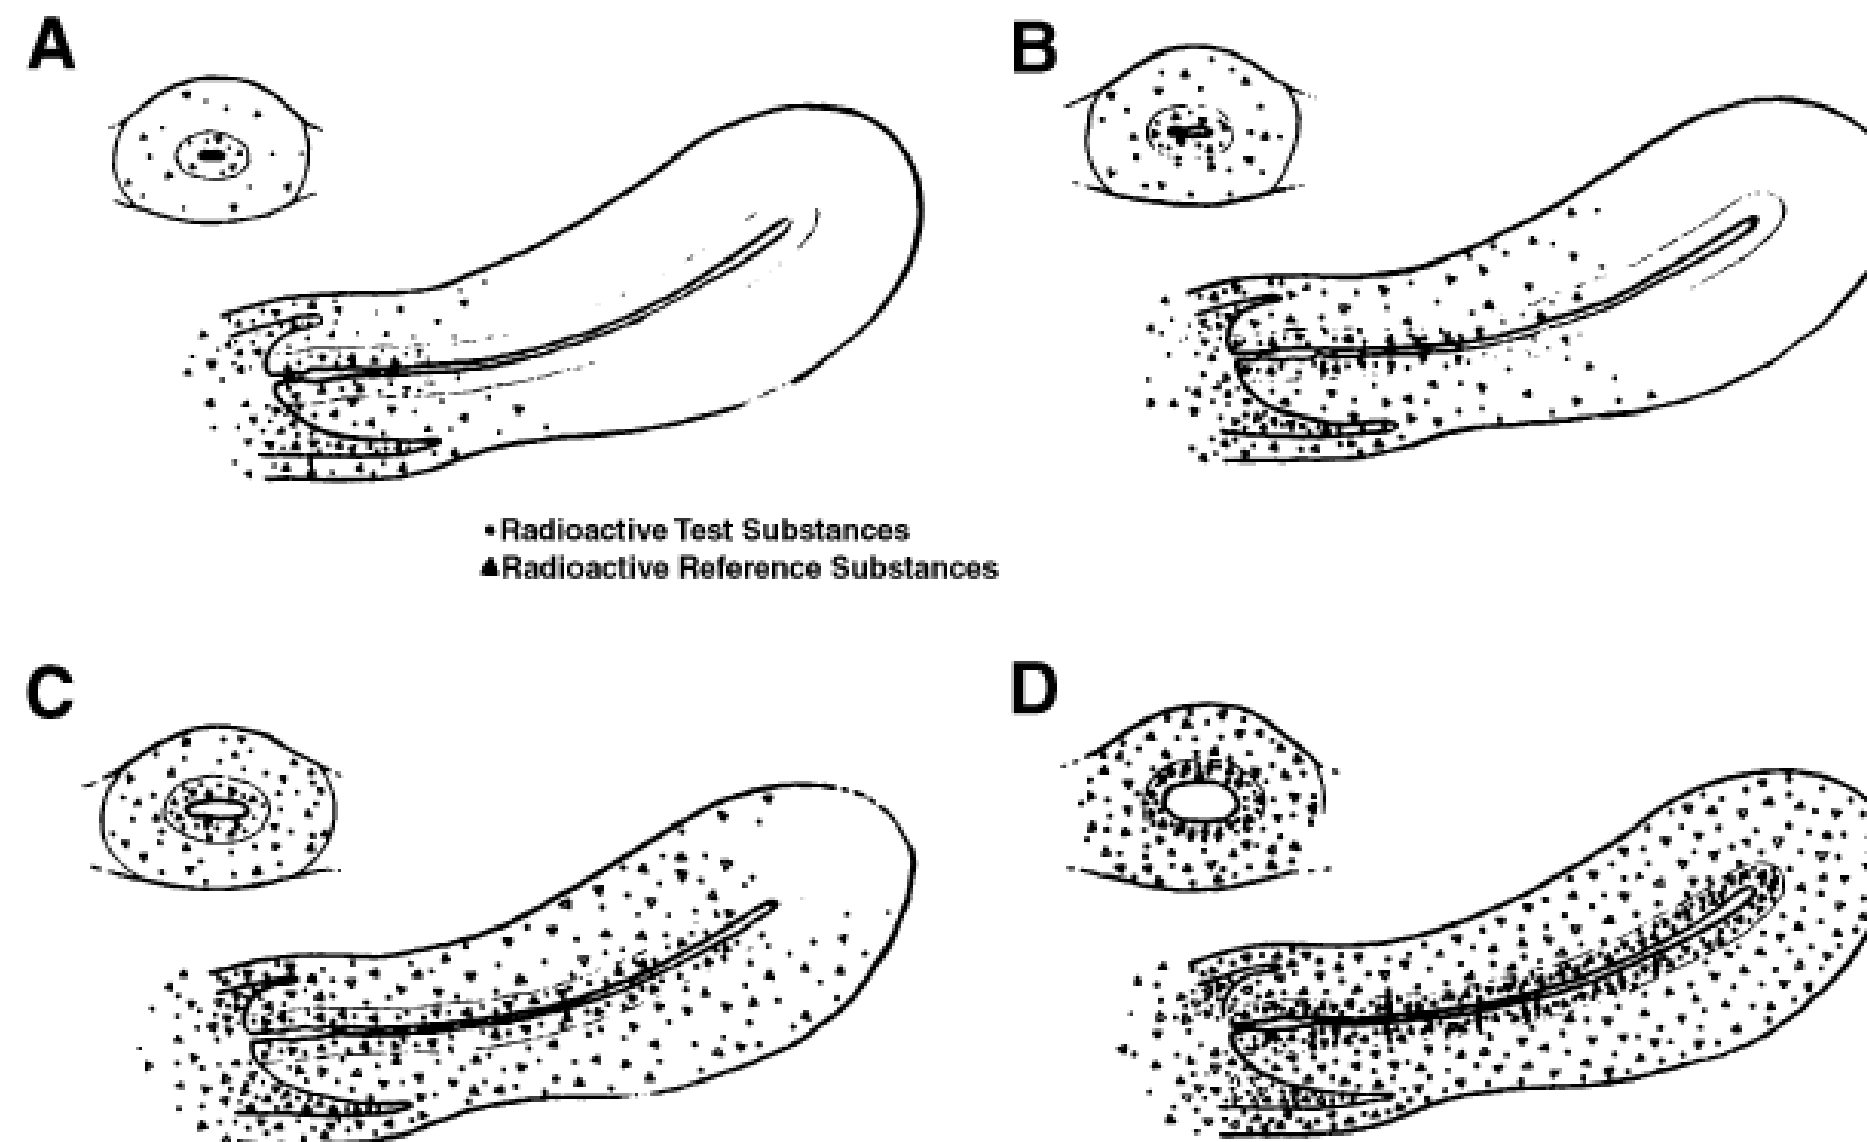 A
B
•Radioactive Test Substances
▲Radioactive Reference Substances
C
D